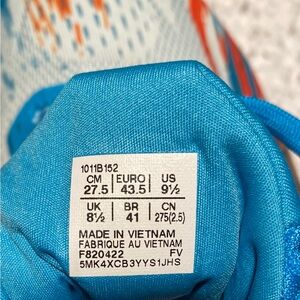 1011B152
CM EURO US
27.5 43.5 9½
UK BR CN
8½ 41 275(2.5)
MADE IN VIETNAM
FABRIQUE AU VIETNAM
F820422 FV
5MK4XCB3YYS1JHS